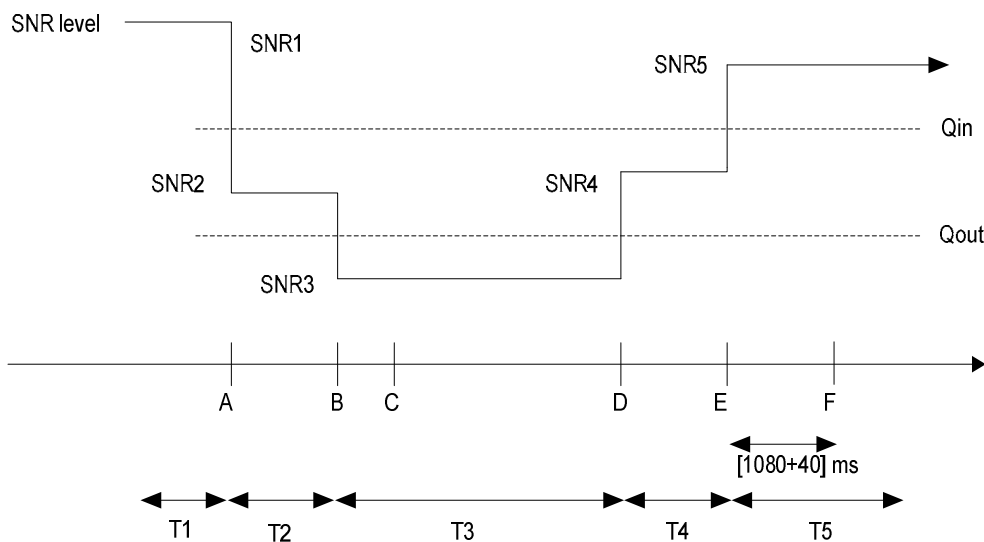 SNR level
SNR1
SNR5
Qin
SNR2
SNR4
Qout
SNR3
A B C D E F
[1080+40] ms
T1 T2 T3 T4 T5